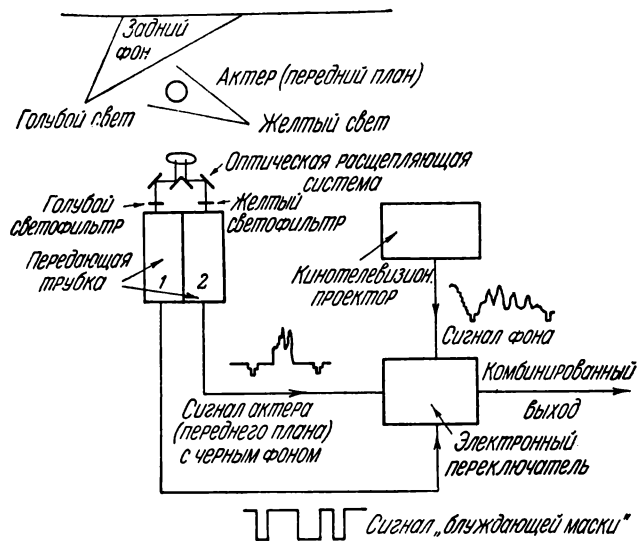 Задний
фон
Актер (передний план)
Голубой свет
Желтый свет
Оптическая расщепляющая
система
Голубой
светофильтр
Желтый
светофильтр
Передающая
трубка
1
2
Кинотелевизион.
проектор
Сигнал фона
Комбинированный
выход
Сигнал актера
(переднего плана)
с черным фоном
Электронный
переключатель
Сигнал „блуждающей маски"